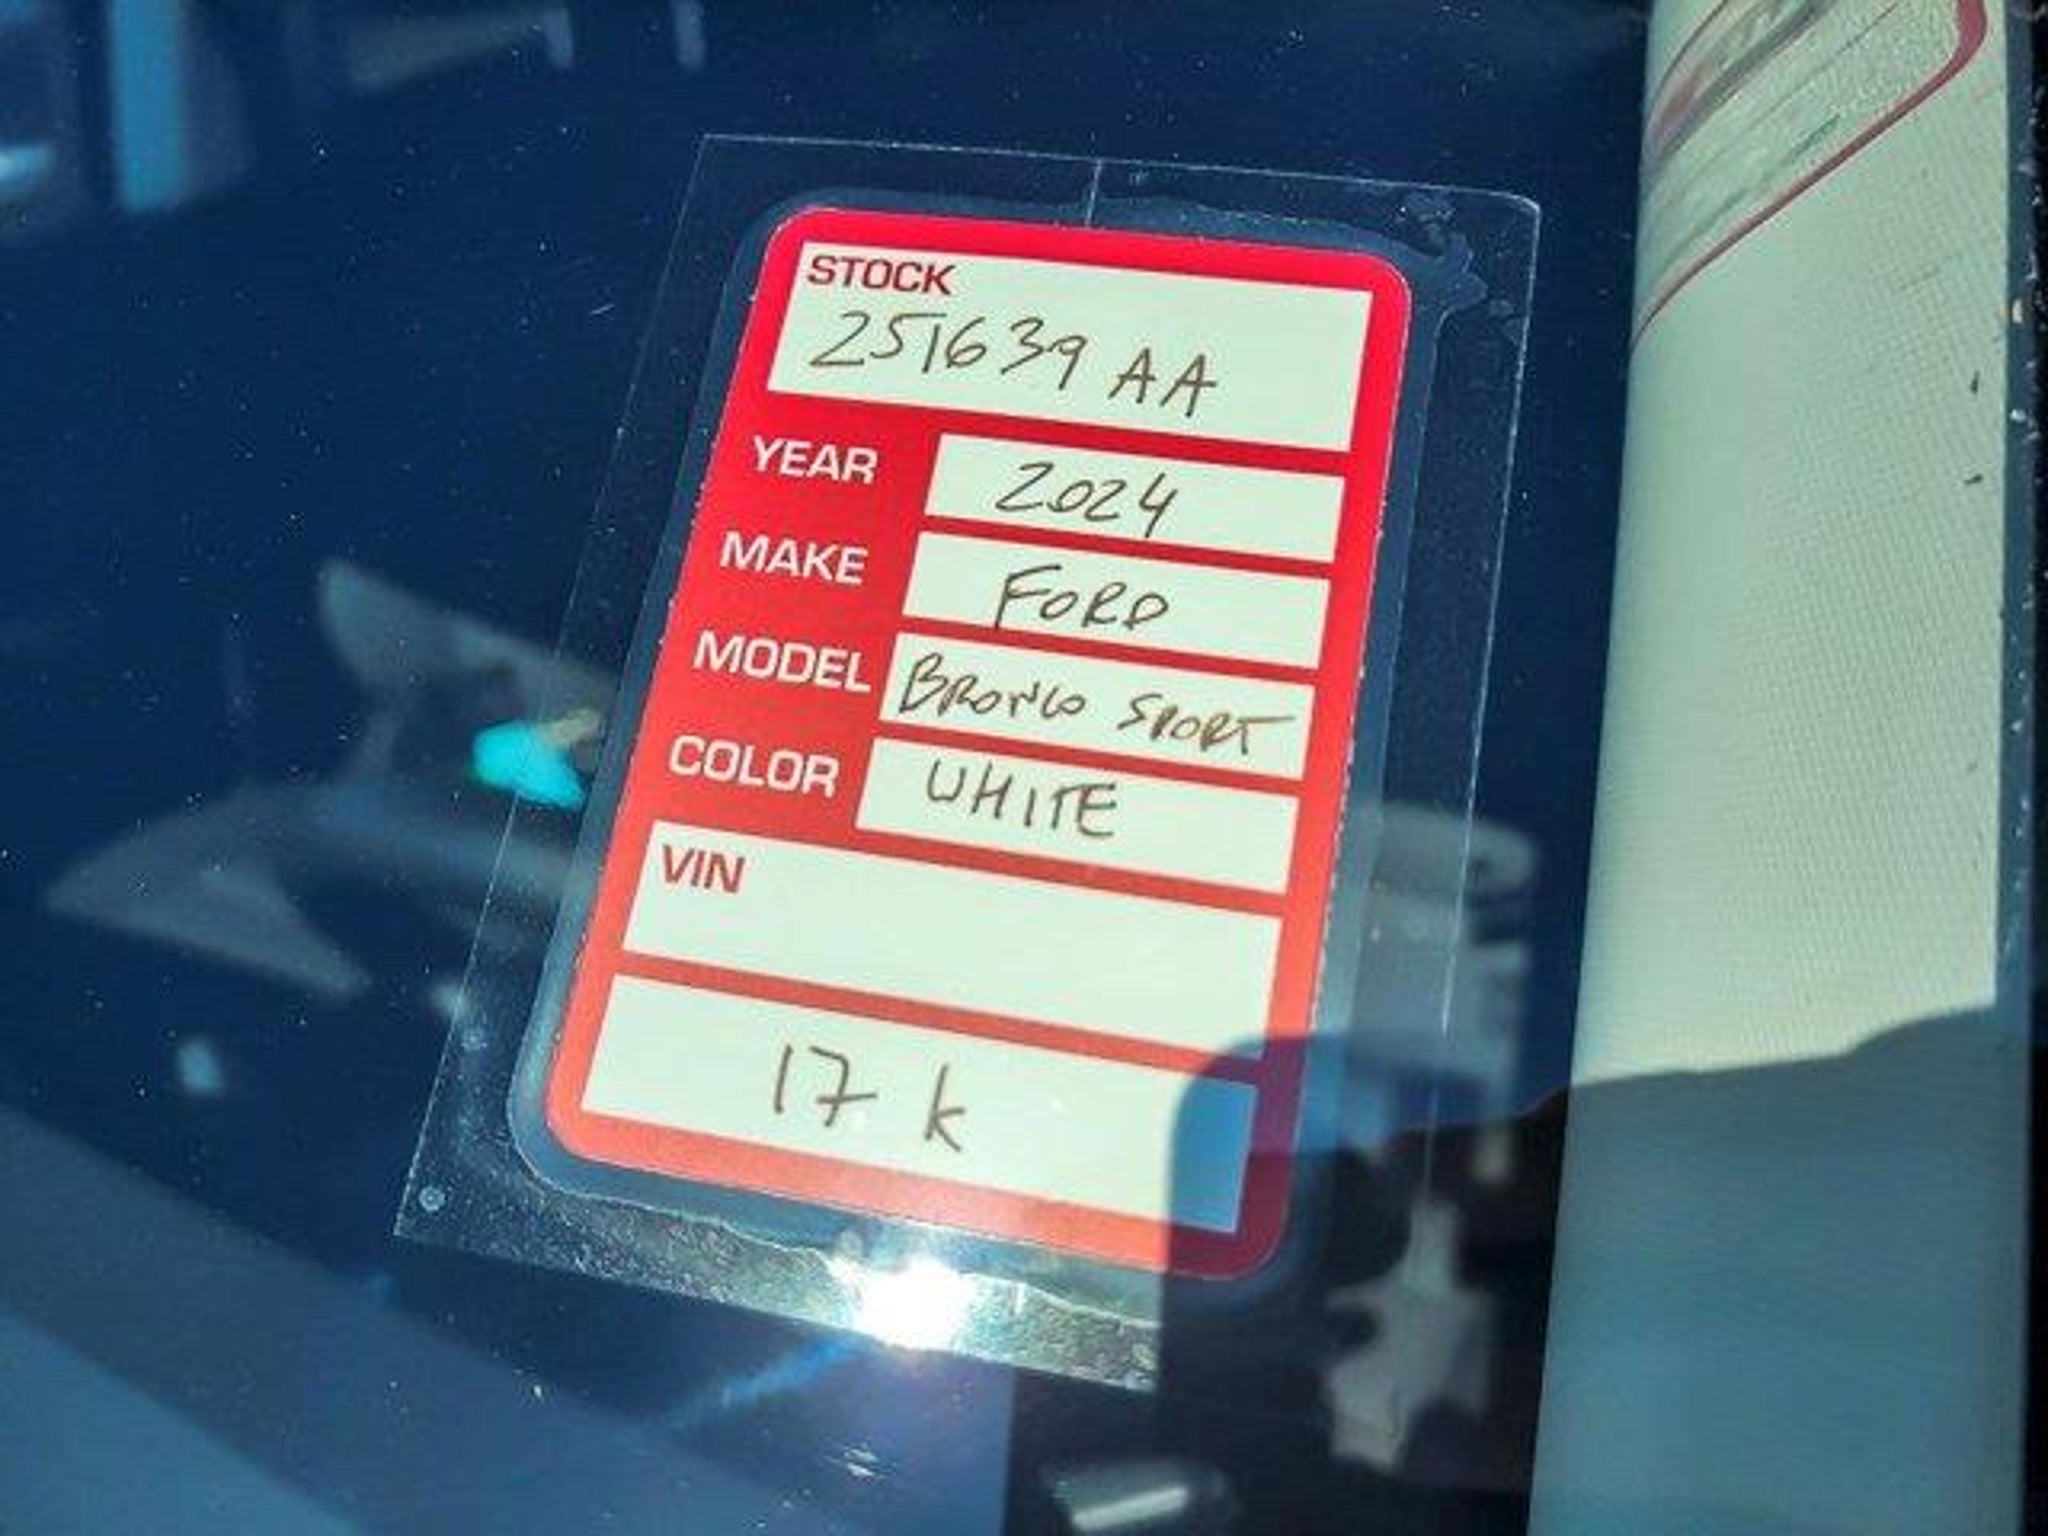 STOCK
251639 AA
YEAR 2024
MAKE FORD
MODEL BRONCO SPORT
COLOR WHITE
VIN
17 k